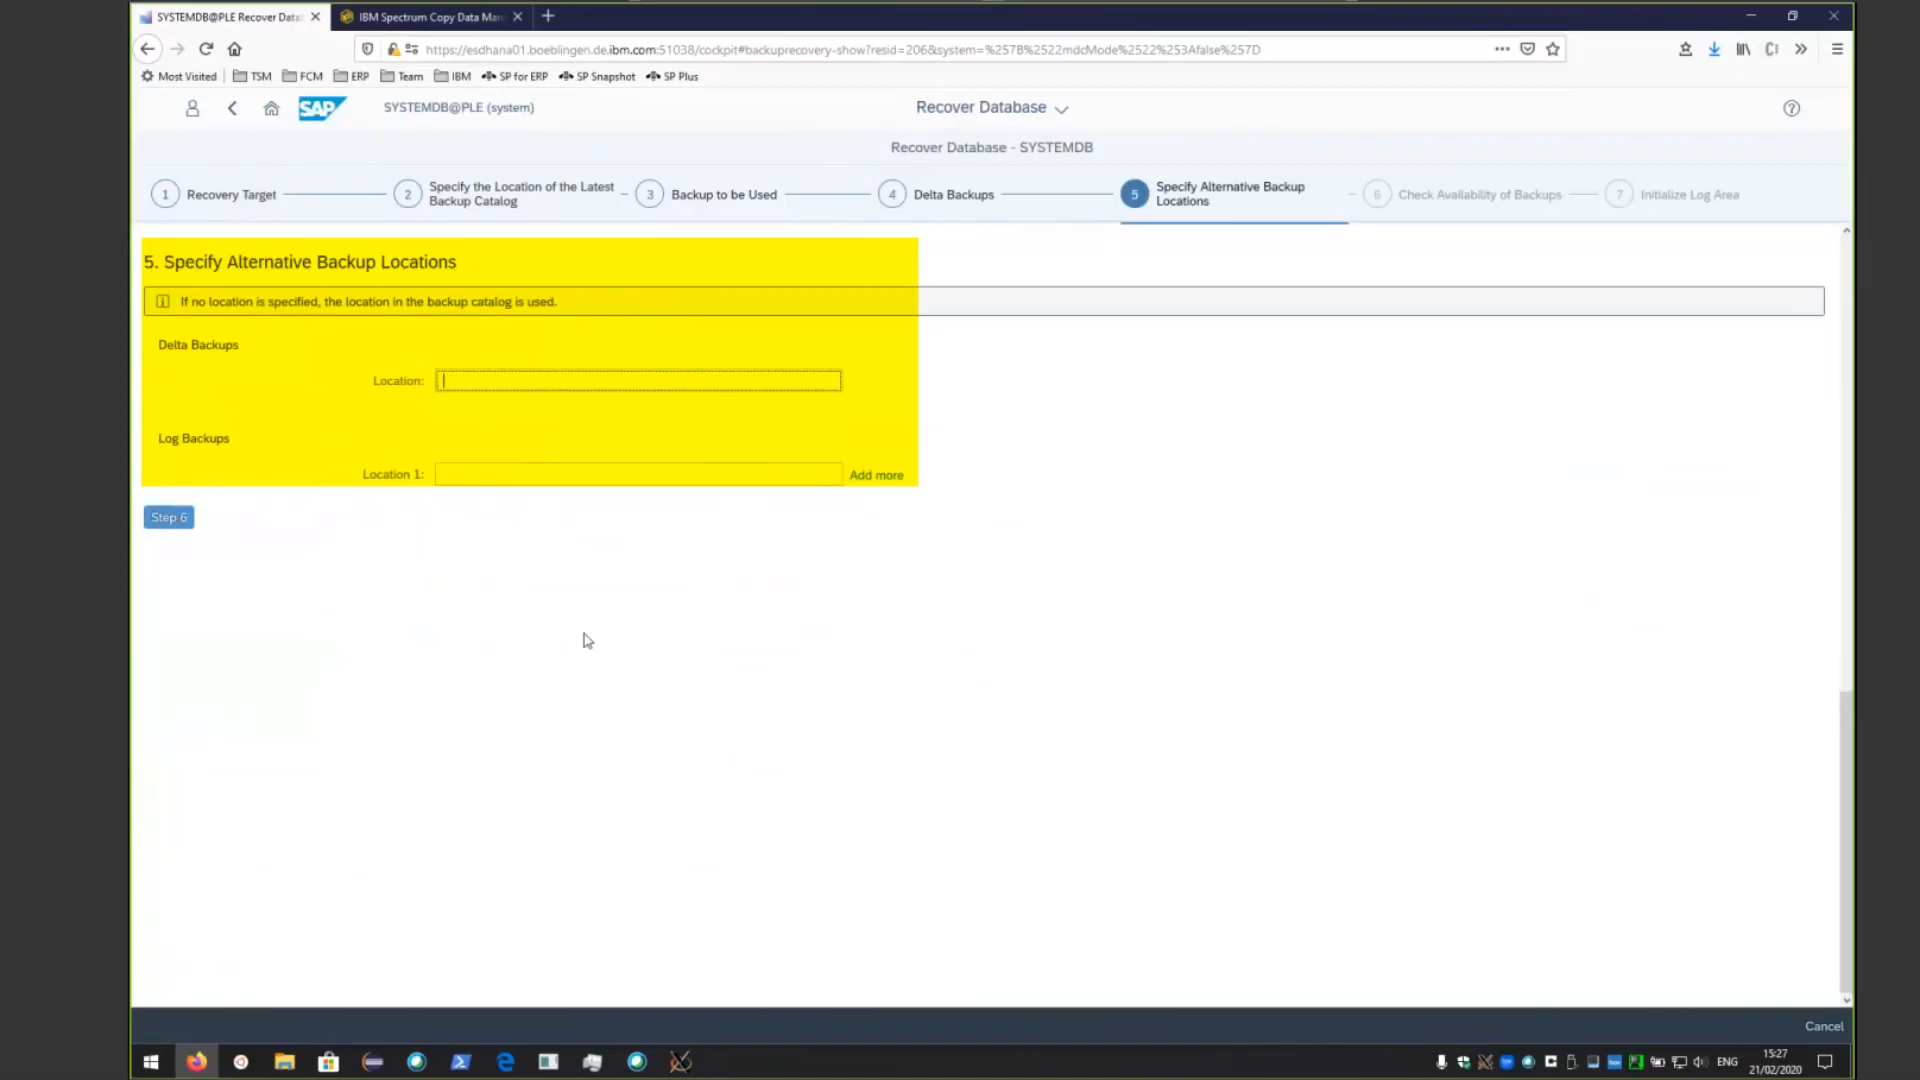 SYSTEMDB@PLE Recover Data
IBM Spectrum Copy Data Man
https://esdhana01.boeblingen.de.ibm.com:51038/cockpit#backuprecovery-show?resid=206&system=%257B%2522mdcMode%2522%253Afalse%257D
Most Visited
TSM
FCM
ERP
Team
IBM
SP for ERP
SP Snapshot
SP Plus
SAP
SYSTEMDB@PLE (system)
Recover Database
Recover Database - SYSTEMDB
1 Recovery Target
2 Specify the Location of the Latest
Backup Catalog
3 Backup to be Used
4 Delta Backups
5 Specify Alternative Backup
Locations
6 Check Availability of Backups
7 Initialize Log Area
5. Specify Alternative Backup Locations
If no location is specified, the location in the backup catalog is used.
Delta Backups
Location:
Log Backups
Location 1:
Add more
Step 6
Cancel
ENG
15:27
21/02/2020